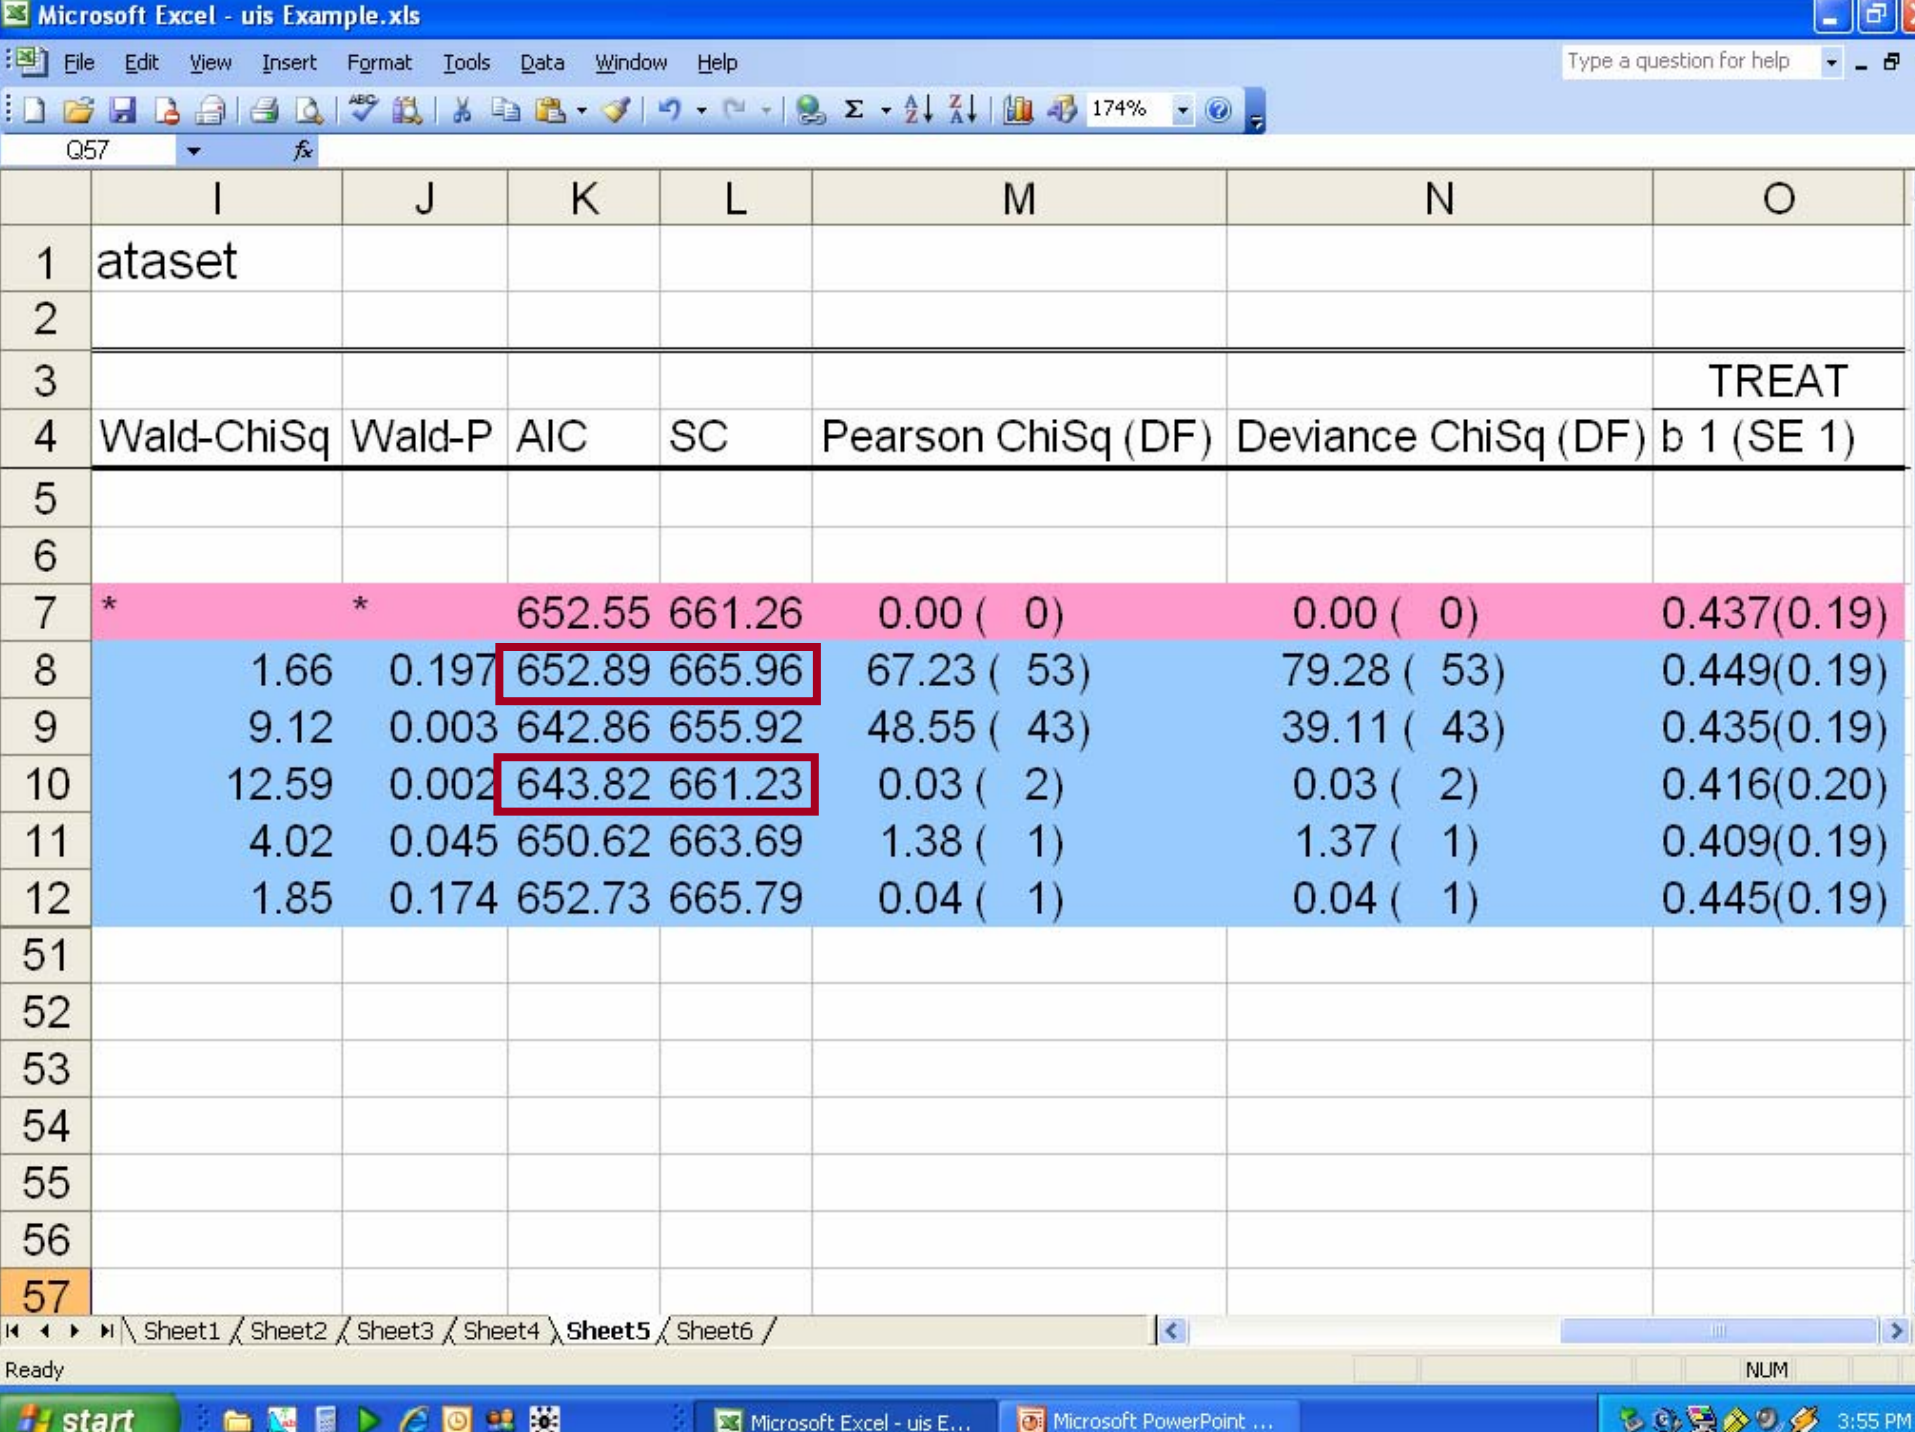 Microsoft Excel - uis Example.xls
File Edit View Insert Format Tools Data Window Help Type a question for help
174%
Q57 fx
I J K L M N O
1 ataset
2
3 TREAT
4 Wald-ChiSq Wald-P AIC SC Pearson ChiSq (DF) Deviance ChiSq (DF) b 1 (SE 1)
5
6
7 * * 652.55 661.26 0.00 ( 0) 0.00 ( 0) 0.437(0.19)
8 1.66 0.197 652.89 665.96 67.23 ( 53) 79.28 ( 53) 0.449(0.19)
9 9.12 0.003 642.86 655.92 48.55 ( 43) 39.11 ( 43) 0.435(0.19)
10 12.59 0.002 643.82 661.23 0.03 ( 2) 0.03 ( 2) 0.416(0.20)
11 4.02 0.045 650.62 663.69 1.38 ( 1) 1.37 ( 1) 0.409(0.19)
12 1.85 0.174 652.73 665.79 0.04 ( 1) 0.04 ( 1) 0.445(0.19)
51
52
53
54
55
56
57
Sheet1 Sheet2 Sheet3 Sheet4 Sheet5 Sheet6
Ready NUM
start Microsoft Excel - uis E... Microsoft PowerPoint ... 3:55 PM